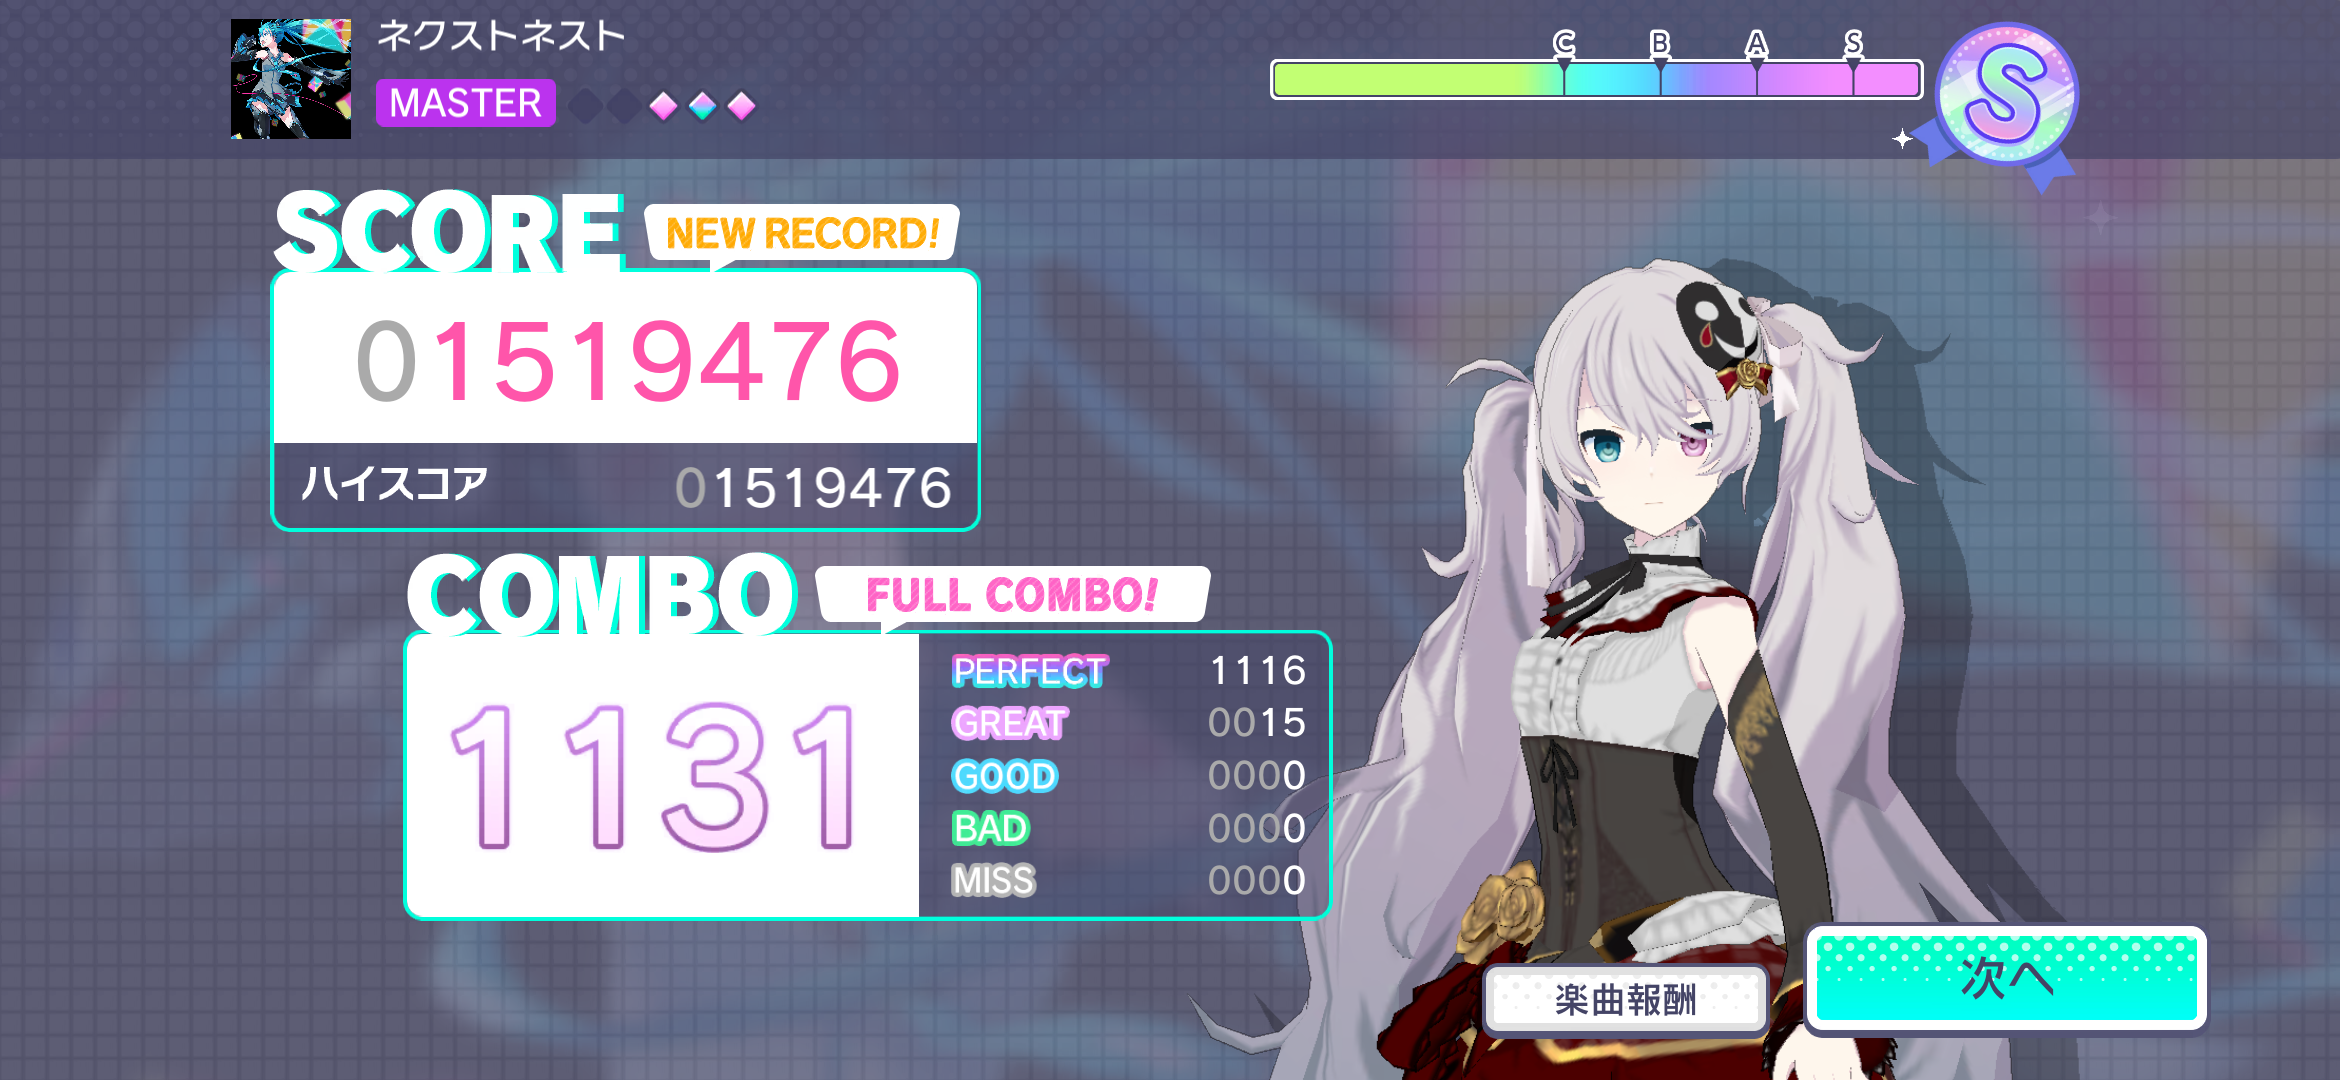 ネクストネスト
MASTER
C B A S
S
SCORE NEW RECORD!
01519476
ハイスコア 01519476
COMBO FULL COMBO!
1131
PERFECT 1116
GREAT 0015
GOOD 0000
BAD 0000
MISS 0000
楽曲報酬
次へ